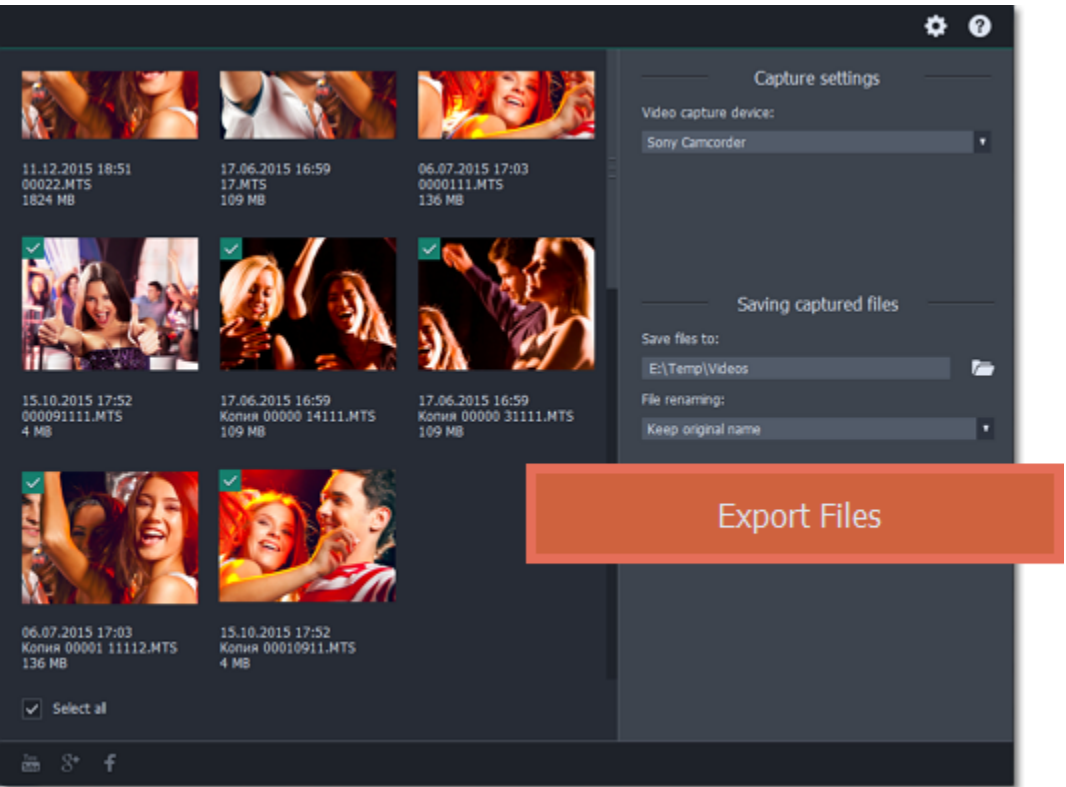 Capture settings
Video capture device:
Sony Camcorder
11.12.2015 18:51
00022.MTS
1824 MB
17.06.2015 16:59
17.MTS
109 MB
06.07.2015 17:03
0000111.MTS
136 MB
15.10.2015 17:52
000091111.MTS
4 MB
17.06.2015 16:59
Копия 00000 14111.MTS
109 MB
17.06.2015 16:59
Копия 00000 31111.MTS
109 MB
Saving captured files
Save files to:
E:\Temp\Videos
File renaming:
Keep original name
Export Files
06.07.2015 17:03
Копия 00001 11112.MTS
136 MB
15.10.2015 17:52
Копия 00010911.MTS
4 MB
Select all